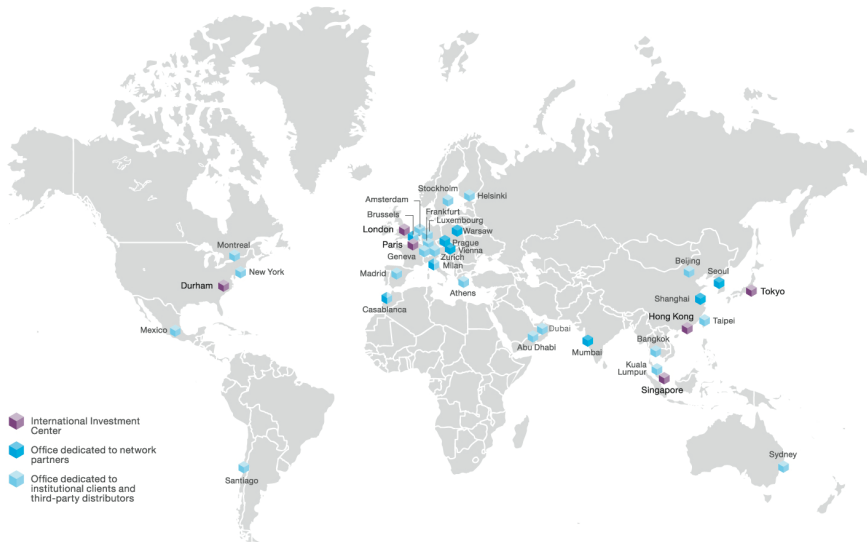 Stockholm
Helsinki
Amsterdam
Frankfurt
Brussels
Luxembourg
London
Warsaw
Paris
Prague
Vienna
Geneva
Zurich
Milan
Montreal
New York
Madrid
Durham
Athens
Casablanca
Mexico
Beijing
Seoul
Tokyo
Shanghai
Hong Kong
Taipei
Dubai
Abu Dhabi
Mumbai
Bangkok
Kuala
Lumpur
Singapore
International Investment
Center
Office dedicated to network
partners
Office dedicated to
institutional clients and
third-party distributors
Santiago
Sydney